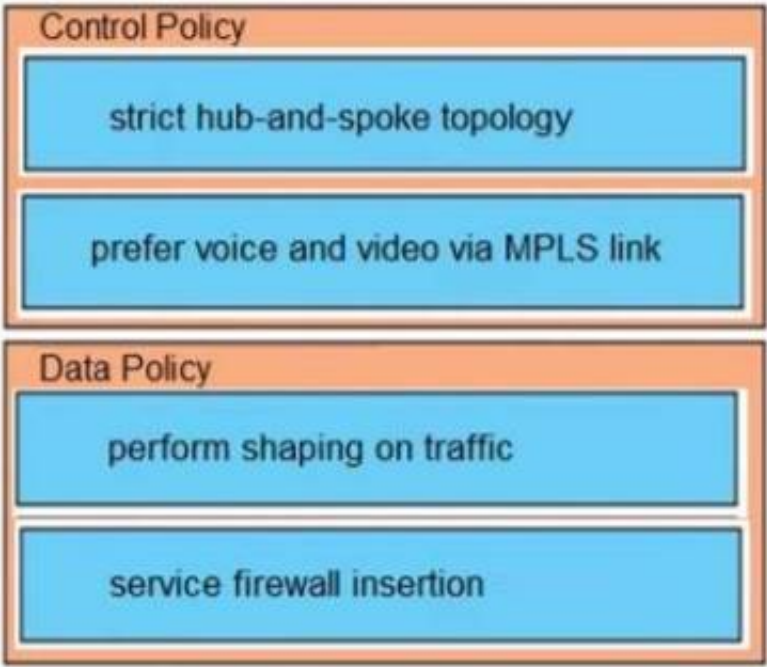 Control Policy
strict hub-and-spoke topology
prefer voice and video via MPLS link
Data Policy
perform shaping on traffic
service firewall insertion